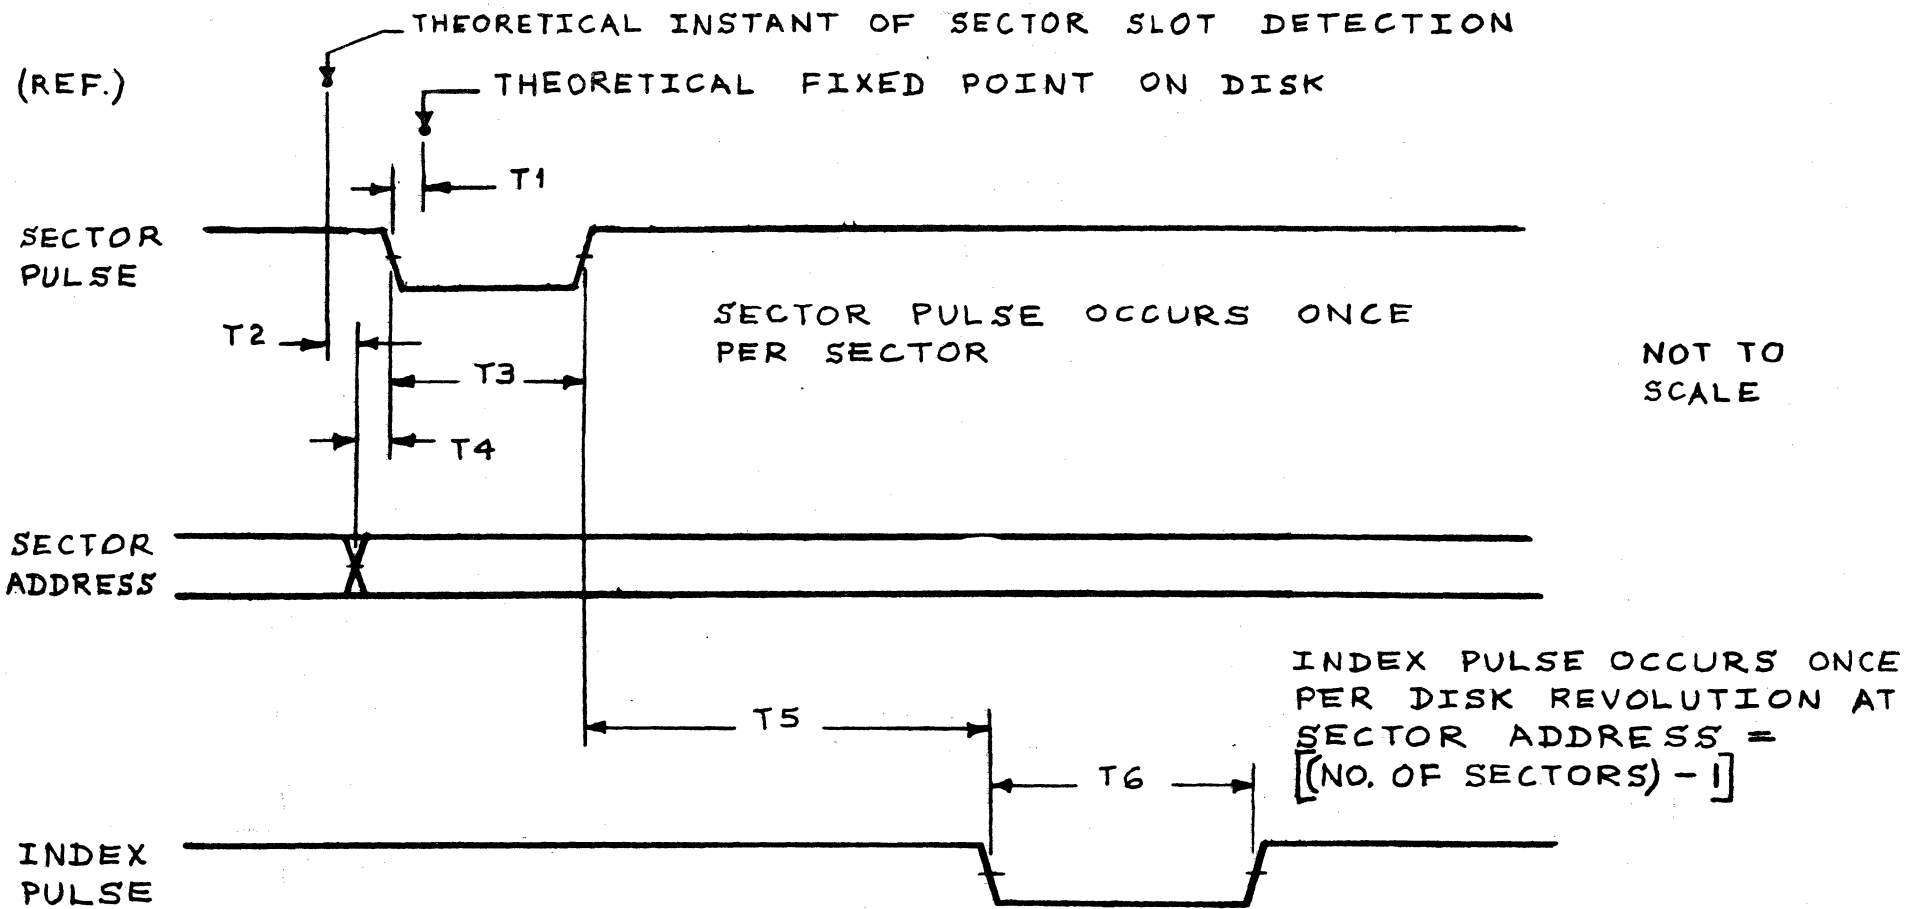 THEORETICAL INSTANT OF SECTOR SLOT DETECTION
(REF.)
THEORETICAL FIXED POINT ON DISK
T1
SECTOR
PULSE
SECTOR PULSE OCCURS ONCE
PER SECTOR
T2
T3
NOT TO
SCALE
T4
SECTOR
ADDRESS
INDEX PULSE OCCURS ONCE
PER DISK REVOLUTION AT
SECTOR ADDRESS =
[(NO. OF SECTORS) - 1]
T5
T6
INDEX
PULSE